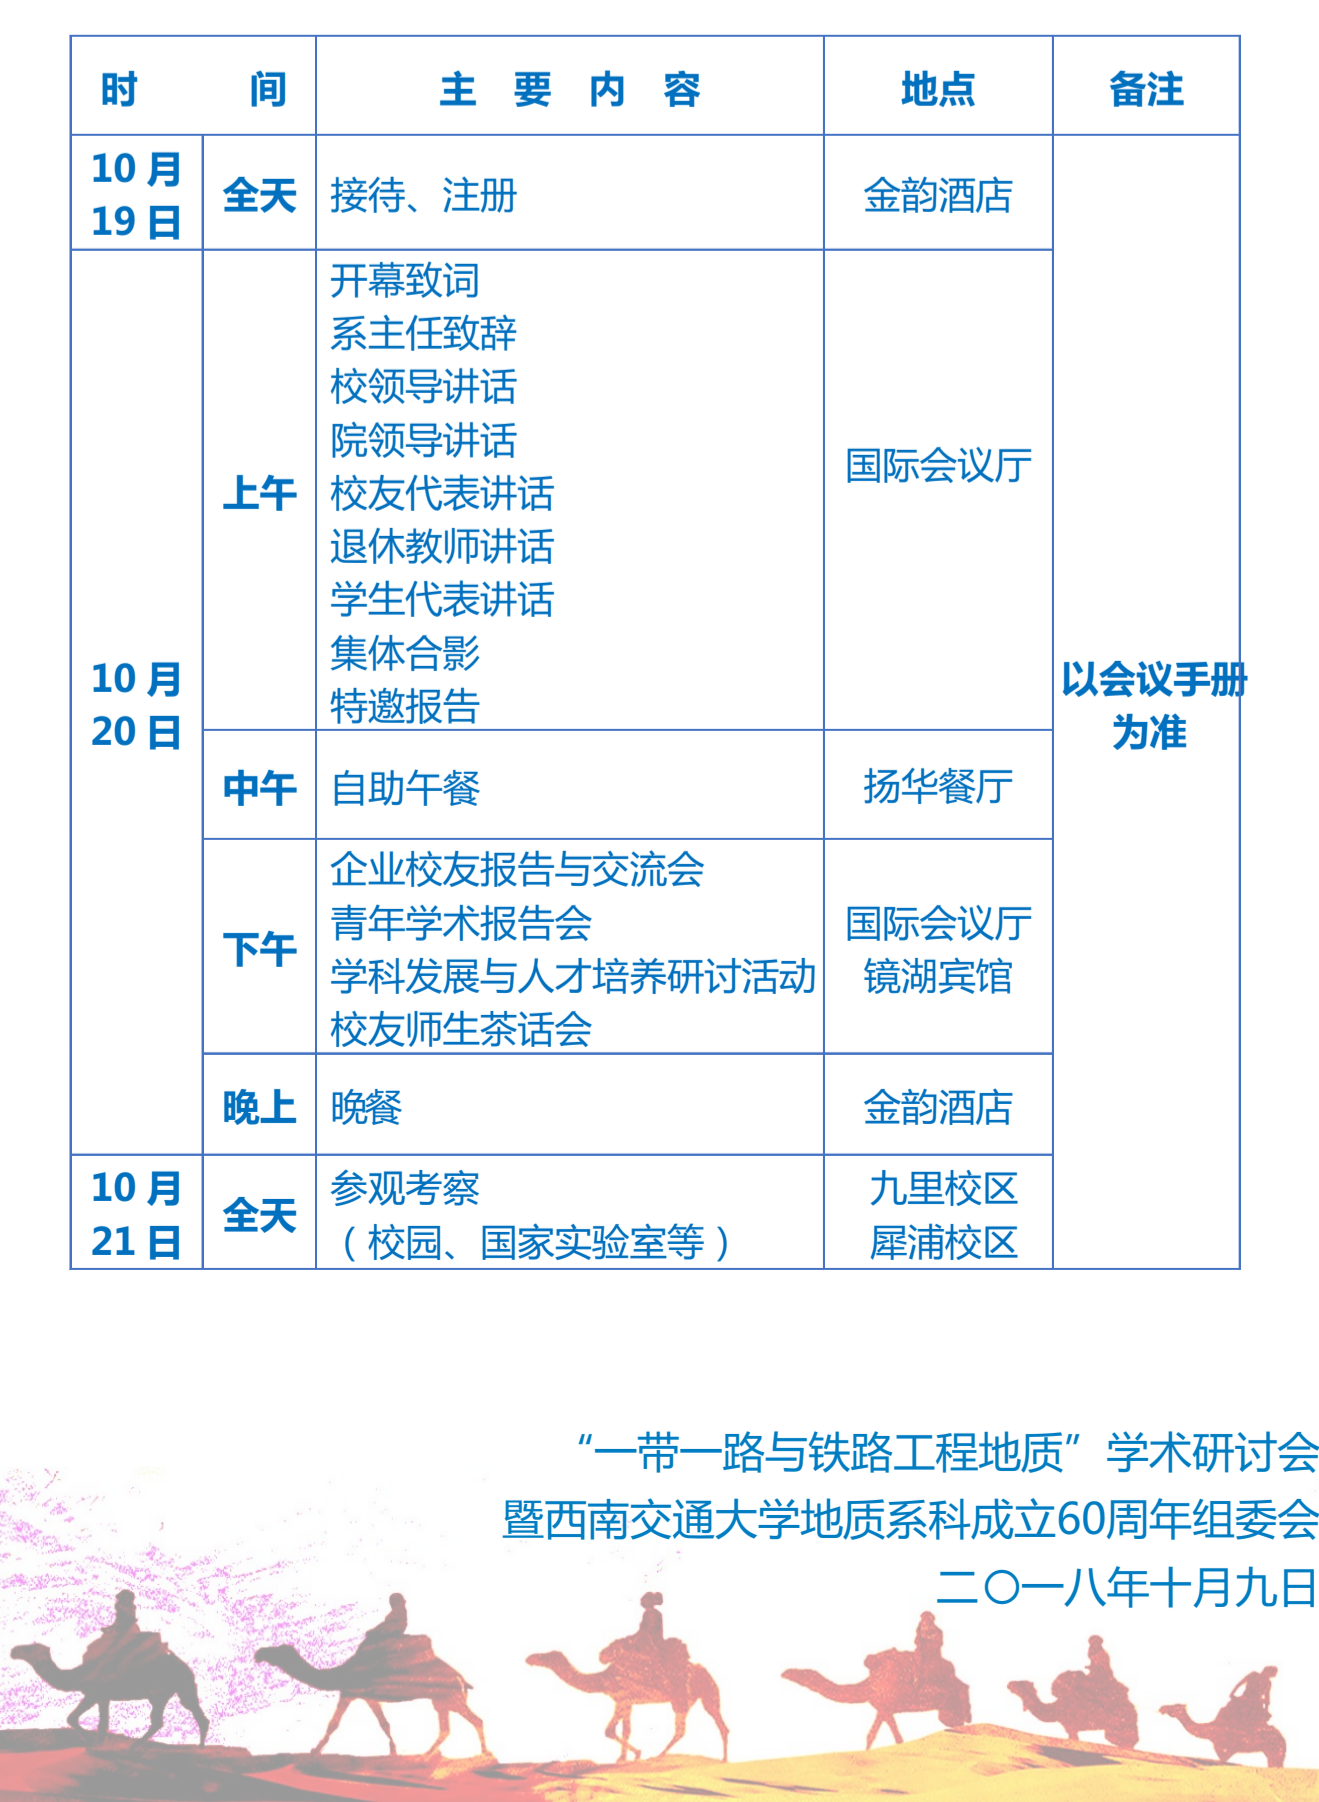 时 间 主 要 内 容 地点 备注
10 月
19 日
全天
接待、注册
金韵酒店
10 月
20 日
上午
开幕致词
系主任致辞
校领导讲话
院领导讲话
校友代表讲话
退休教师讲话
学生代表讲话
集体合影
特邀报告
国际会议厅
中午
自助午餐
扬华餐厅
下午
企业校友报告与交流会
青年学术报告会
学科发展与人才培养研讨活动
校友师生茶话会
国际会议厅
镜湖宾馆
晚上
晚餐
金韵酒店
10 月
21 日
全天
参观考察
（校园、国家实验室等）
九里校区
犀浦校区
以会议手册
为准
“一带一路与铁路工程地质”学术研讨会
暨西南交通大学地质系科成立60周年组委会
二〇一八年十月九日